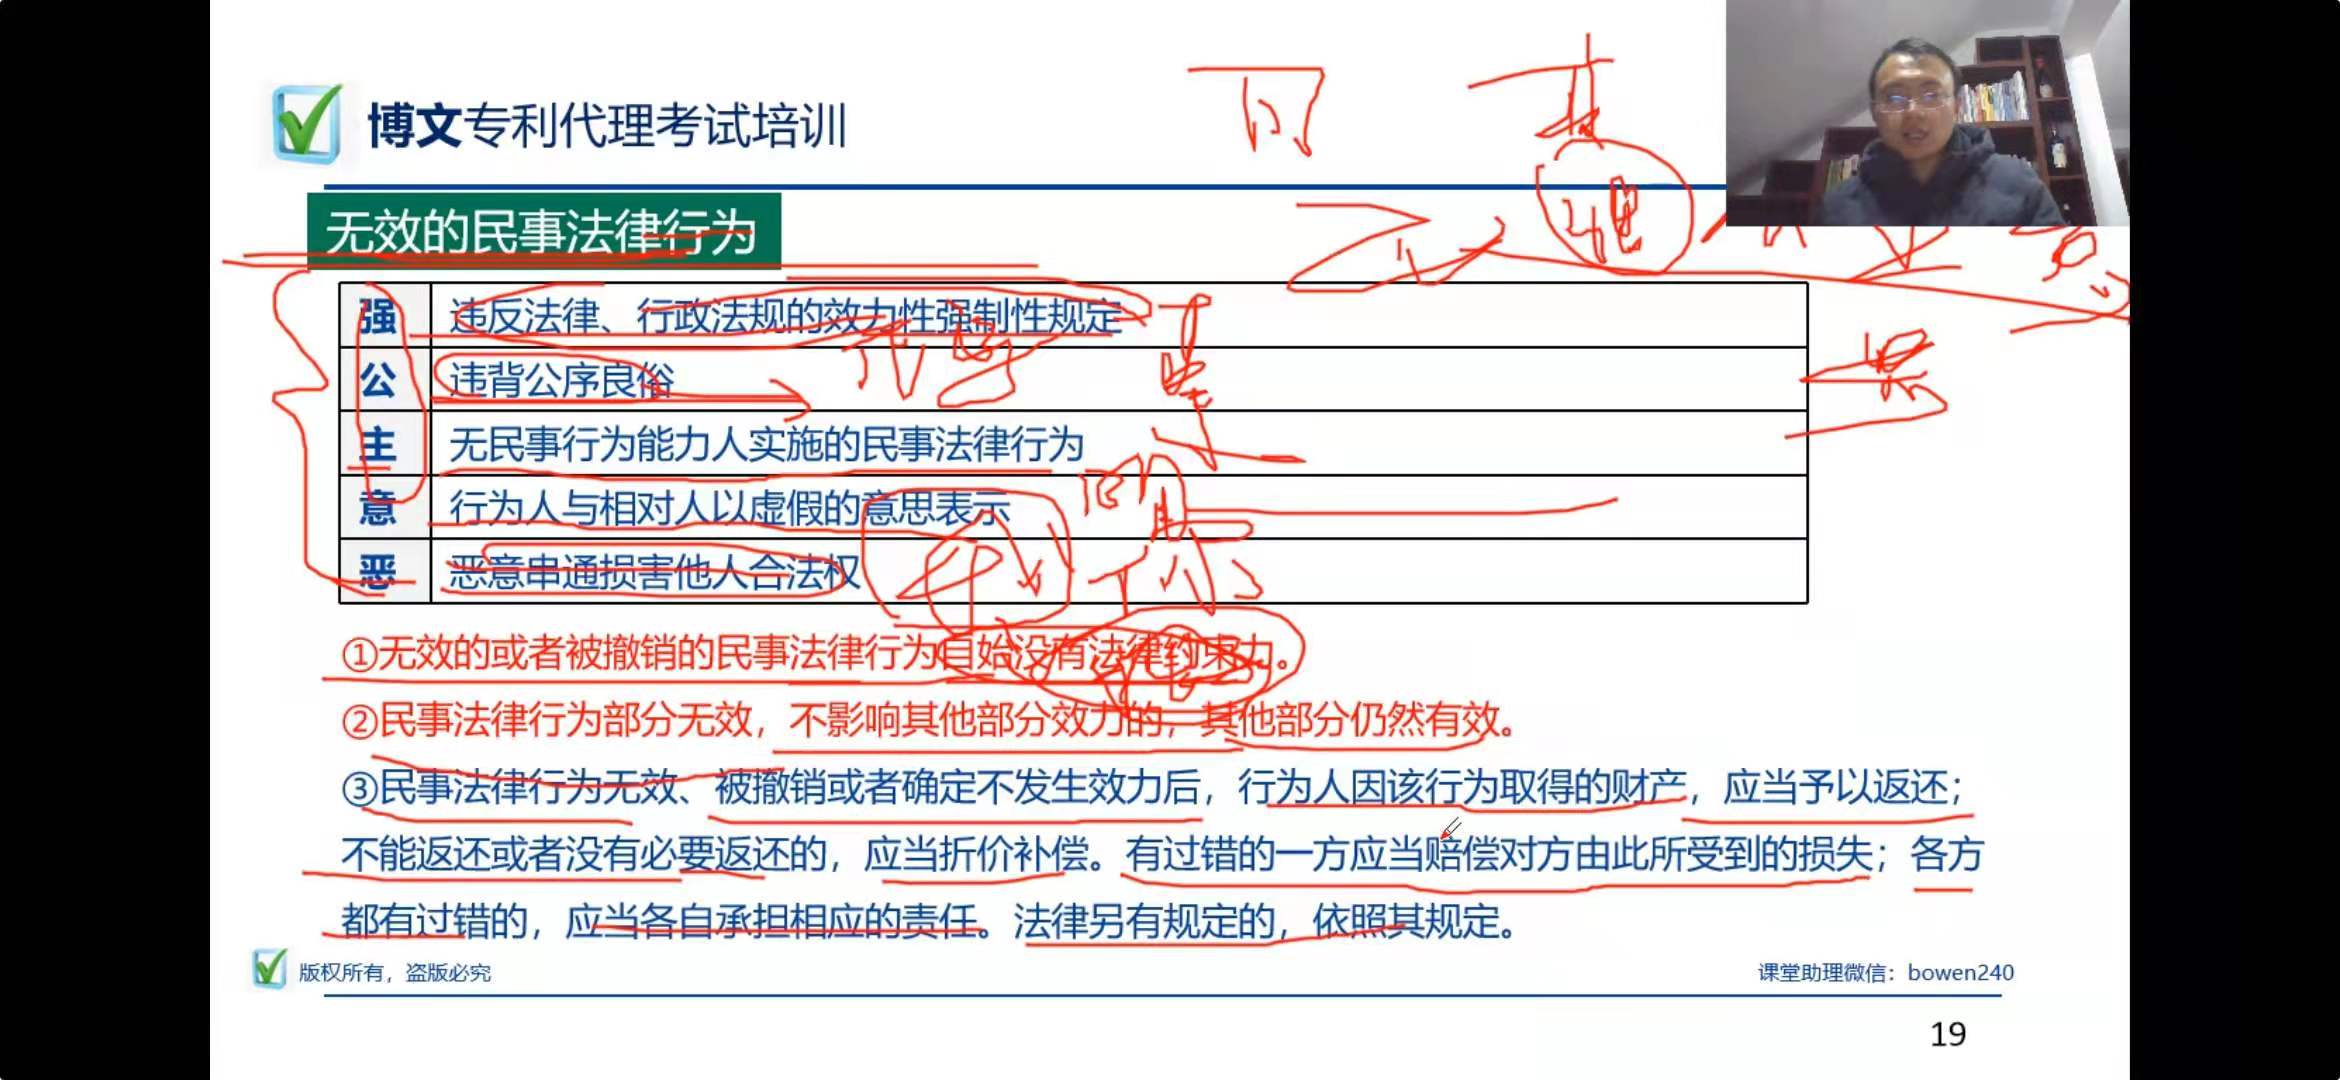 博文专利代理考试培训
无效的民事法律行为
强 违反法律、行政法规的效力性强制性规定
公 违背公序良俗
主 无民事行为能力人实施的民事法律行为
意 行为人与相对人以虚假的意思表示
恶 恶意串通损害他人合法权
①无效的或者被撤销的民事法律行为自始没有法律约束力。
②民事法律行为部分无效，不影响其他部分效力的，其他部分仍然有效。
③民事法律行为无效、被撤销或者确定不发生效力后，行为人因该行为取得的财产，应当予以返还；
不能返还或者没有必要返还的，应当折价补偿。有过错的一方应当赔偿对方由此所受到的损失；各方
都有过错的，应当各自承担相应的责任。法律另有规定的，依照其规定。
版权所有，盗版必究
课堂助理微信：bowen240
19